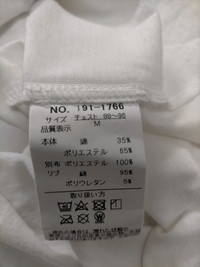 NO. 191-1766
サイズ チェスト 88～96
M
品質表示
本体 綿 35%
ポリエステル 65%
別布 ポリエステル 100%
リブ 綿 95%
ポリウレタン 5%
取り扱い方